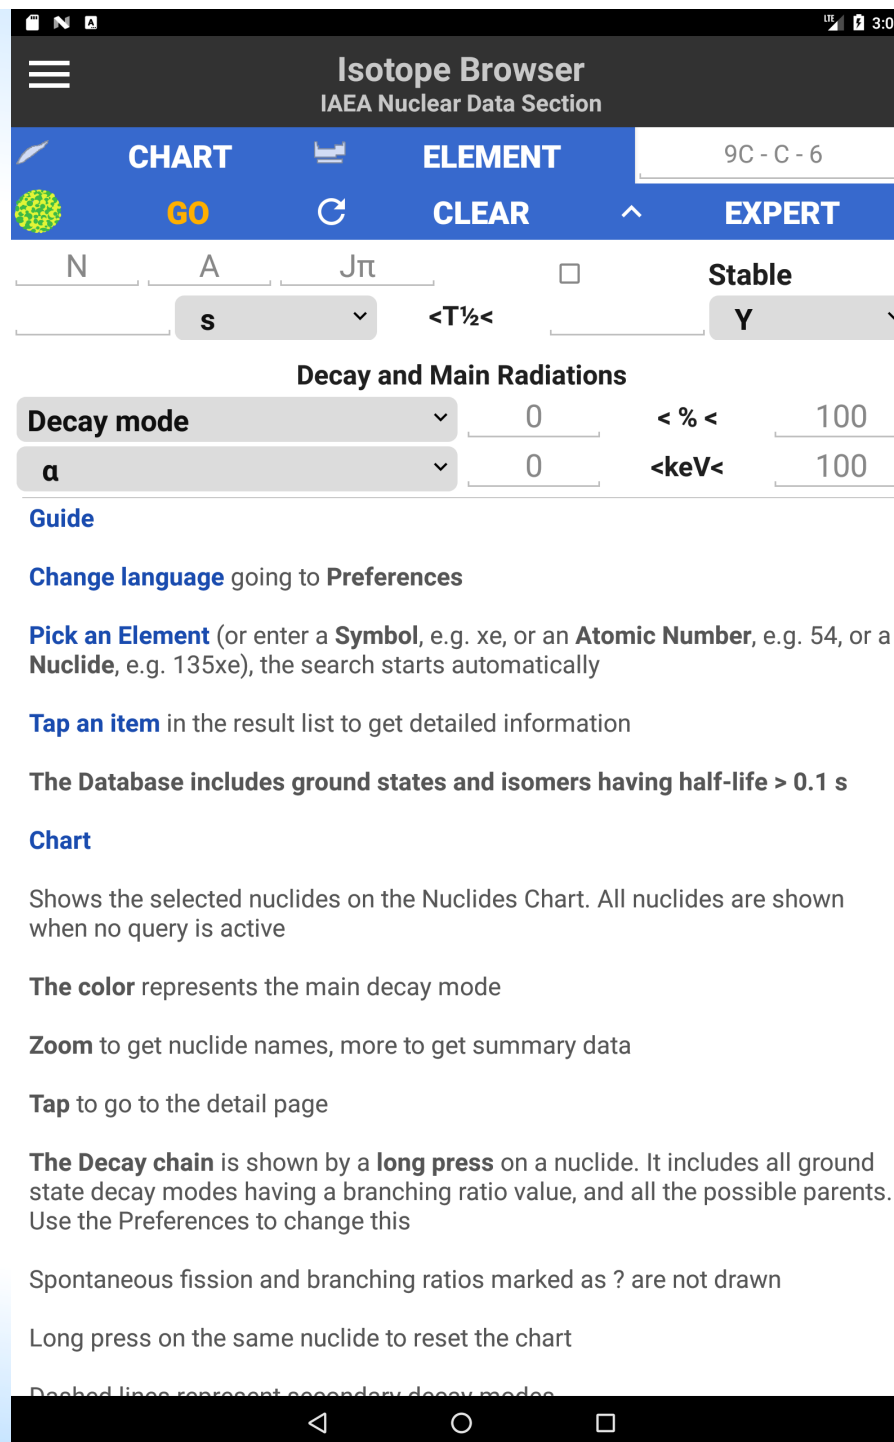 3:0
Isotope Browser
IAEA Nuclear Data Section
CHART ELEMENT 9C - C - 6
GO CLEAR EXPERT
N A Jπ Stable
s <T½< Y
Decay and Main Radiations
Decay mode 0 < % < 100
α 0 <keV< 100
Guide
Change language going to Preferences
Pick an Element (or enter a Symbol, e.g. xe, or an Atomic Number, e.g. 54, or a
Nuclide, e.g. 135xe), the search starts automatically
Tap an item in the result list to get detailed information
The Database includes ground states and isomers having half-life > 0.1 s
Chart
Shows the selected nuclides on the Nuclides Chart. All nuclides are shown
when no query is active
The color represents the main decay mode
Zoom to get nuclide names, more to get summary data
Tap to go to the detail page
The Decay chain is shown by a long press on a nuclide. It includes all ground
state decay modes having a branching ratio value, and all the possible parents.
Use the Preferences to change this
Spontaneous fission and branching ratios marked as ? are not drawn
Long press on the same nuclide to reset the chart
Dashed lines represent secondary decay modes